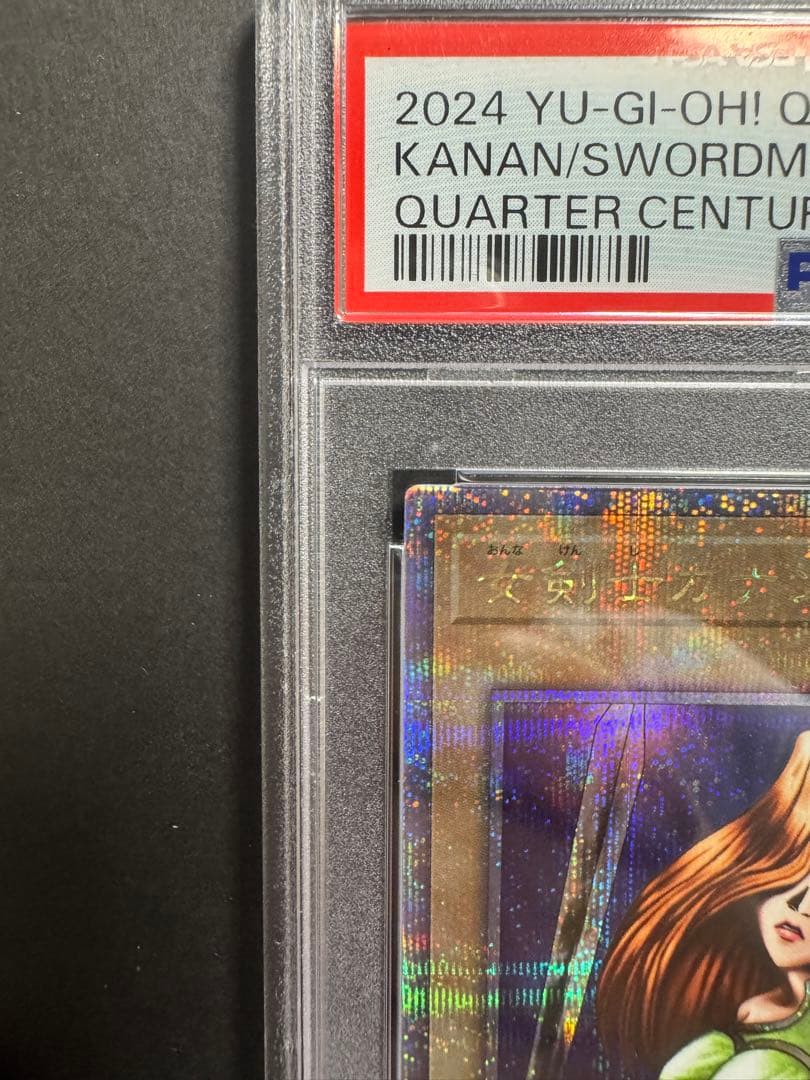 2024 YU-GI-OH! Q
KANAN/SWORDM
QUARTER CENTUR
P
おんな けん し
女剣士カナン